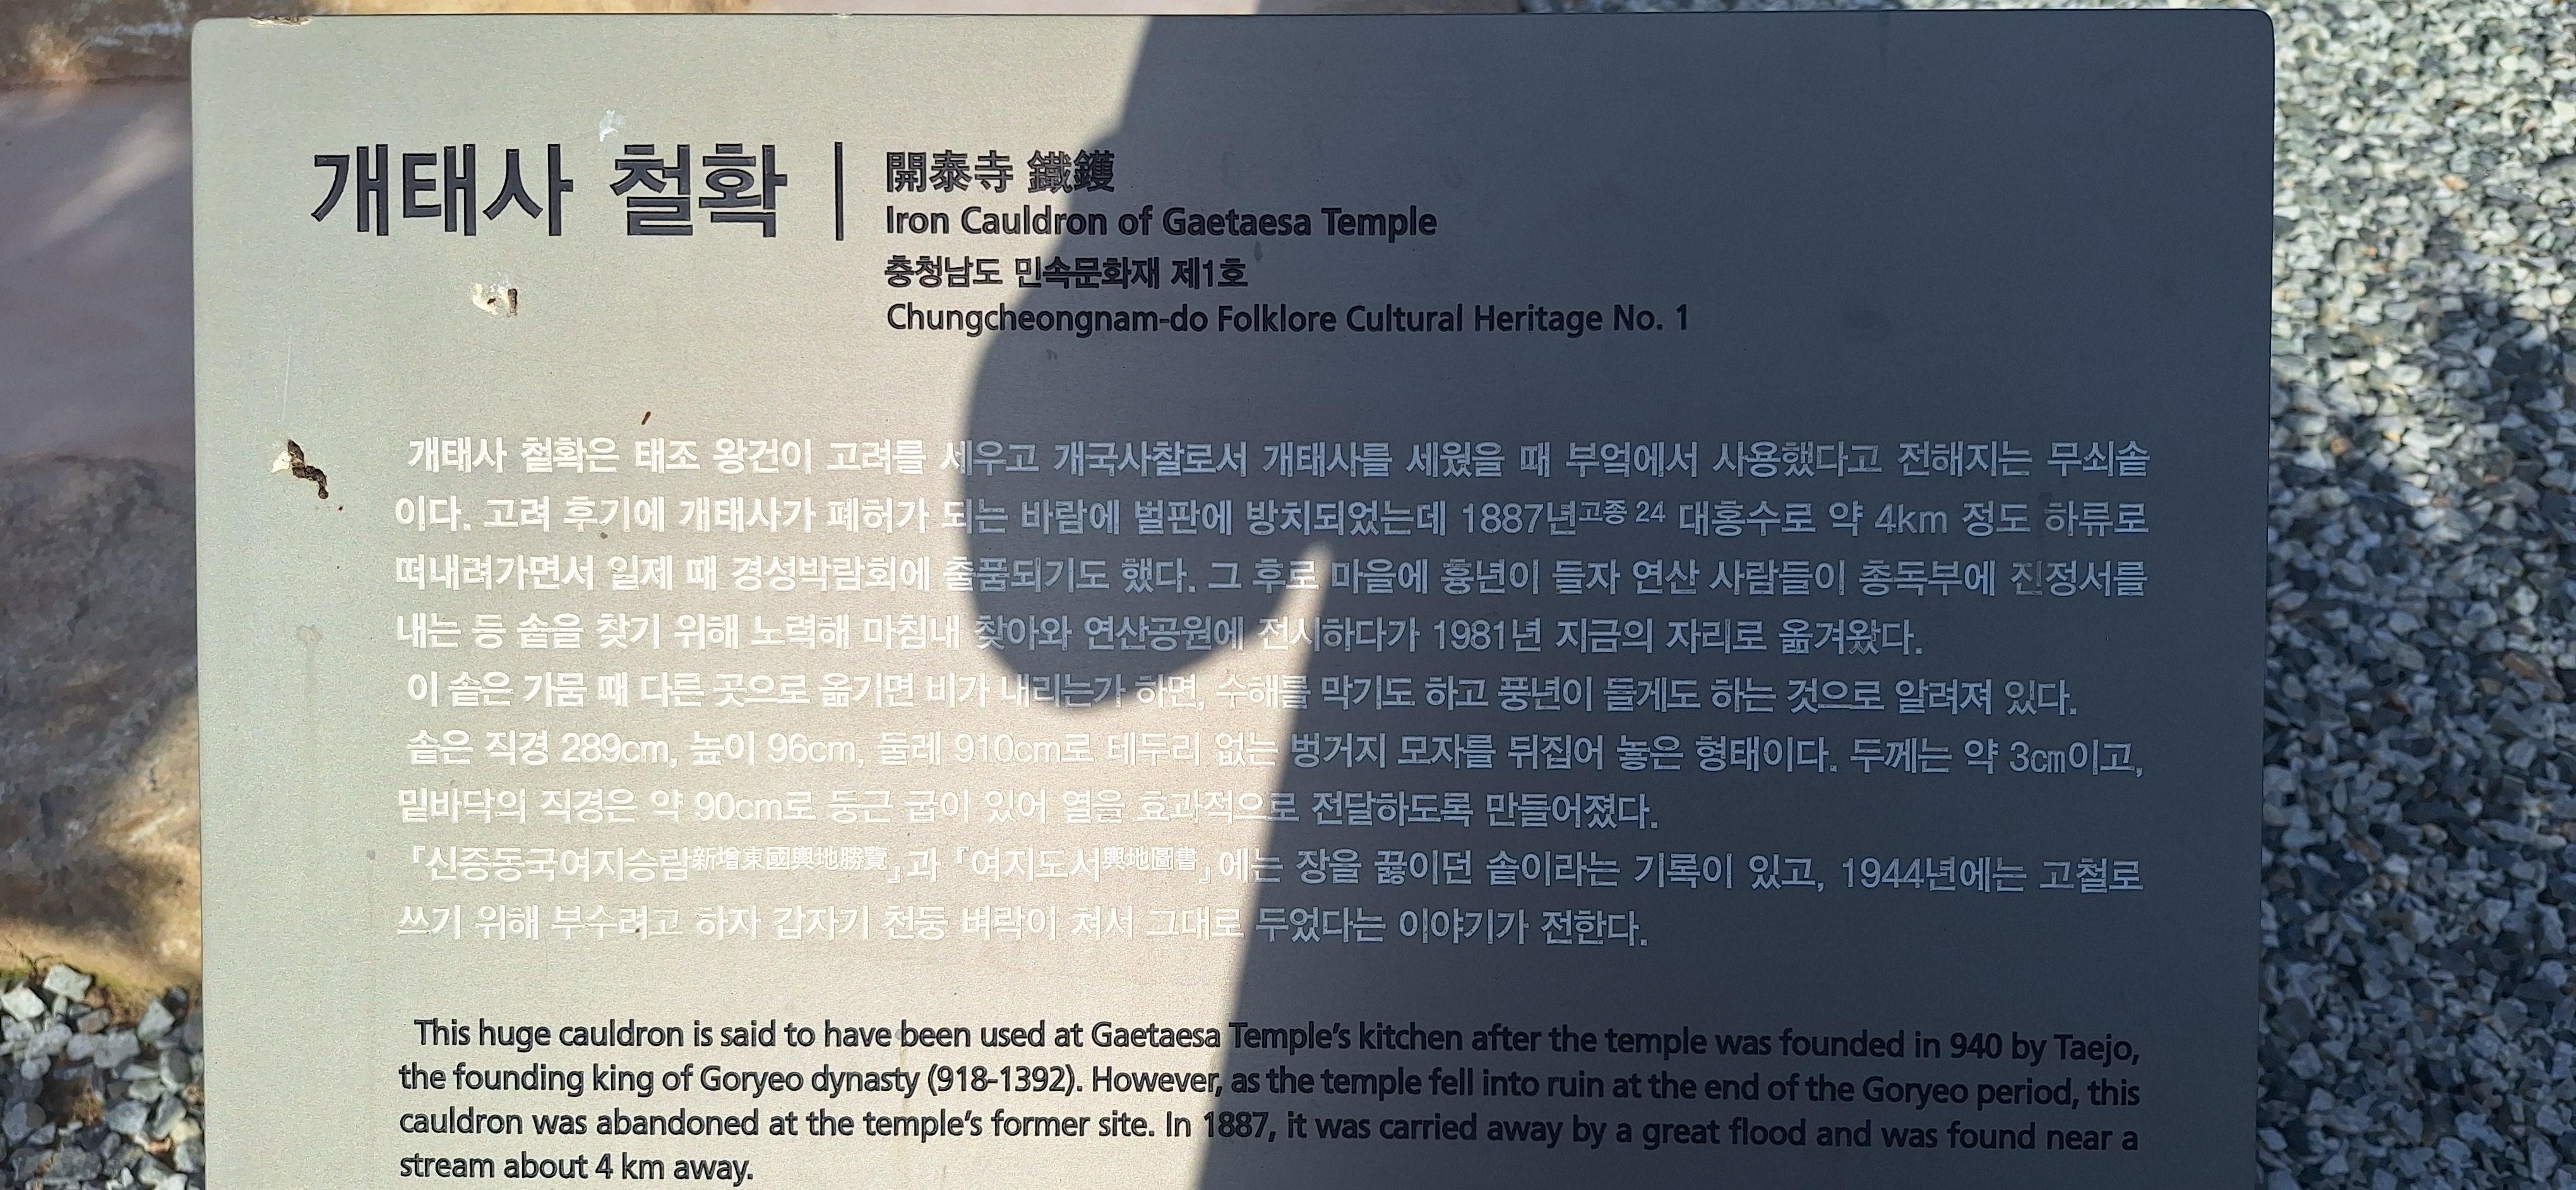 개태사 철확
開泰寺 鐵鑊
Iron Cauldron of Gaetaesa Temple
충청남도 민속문화재 제1호
Chungcheongnam-do Folklore Cultural Heritage No. 1
개태사 철확은 태조 왕건이 고려를 세우고 개국사찰로서 개태사를 세웠을 때 부엌에서 사용했다고 전해지는 무쇠솥
이다. 고려 후기에 개태사가 폐허가 되는 바람에 벌판에 방치되었는데 1887년고종 24 대홍수로 약 4km 정도 하류로
떠내려가면서 일제 때 경성박람회에 출품되기도 했다. 그 후로 마을에 흉년이 들자 연산 사람들이 총독부에 진정서를
내는 등 솥을 찾기 위해 노력해 마침내 찾아와 연산공원에 전시하다가 1981년 지금의 자리로 옮겨왔다.
이 솥은 가뭄 때 다른 곳으로 옮기면 비가 내리는가 하면, 수해를 막기도 하고 풍년이 들게도 하는 것으로 알려져 있다.
솥은 직경 289cm, 높이 96cm, 둘레 910cm로 테두리 없는 벙거지 모자를 뒤집어 놓은 형태이다. 두께는 약 3cm이고,
밑바닥의 직경은 약 90cm로 둥근 굽이 있어 열을 효과적으로 전달하도록 만들어졌다.
『신증동국여지승람新增東國輿地勝覽』과 『여지도서輿地圖書』에는 장을 끓이던 솥이라는 기록이 있고, 1944년에는 고철로
쓰기 위해 부수려고 하자 갑자기 천둥 벼락이 쳐서 그대로 두었다는 이야기가 전한다.
This huge cauldron is said to have been used at Gaetaesa Temple's kitchen after the temple was founded in 940 by Taejo,
the founding king of Goryeo dynasty (918-1392). However, as the temple fell into ruin at the end of the Goryeo period, this
cauldron was abandoned at the temple's former site. In 1887, it was carried away by a great flood and was found near a
stream about 4 km away.